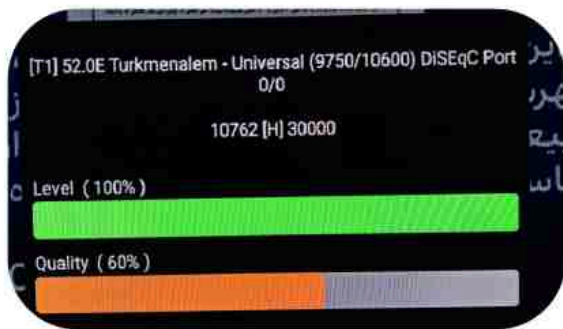 [T1] 52.0E Turkmenalem - Universal (9750/10600) DiSEqC Port
0/0
10762 [H] 30000
Level ( 100% )
Quality ( 60% )